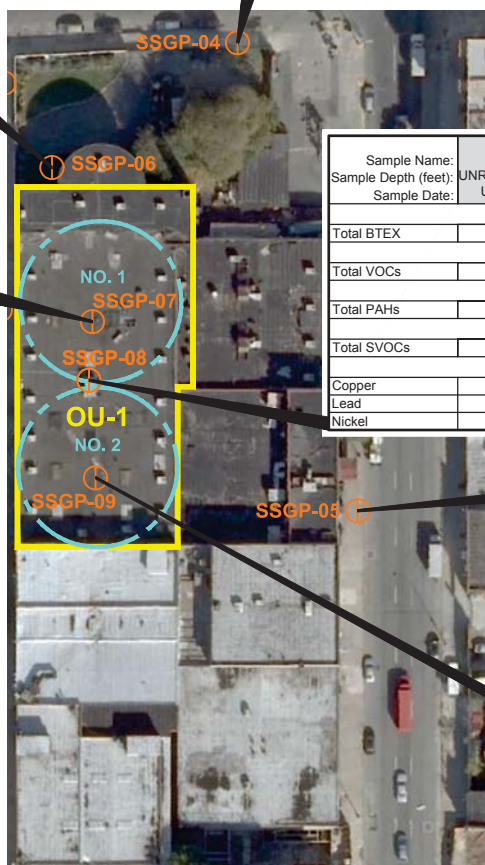 SSGP-04
SSGP-06
Sample Name:
Sample Depth (feet):
Sample Date:
Total BTEX
Total VOCs
Total PAHs
Total SVOCs
Copper
Lead
Nickel
NO. 1
SSGP-07
SSGP-08
OU-1
NO. 2
SSGP-09
SSGP-05